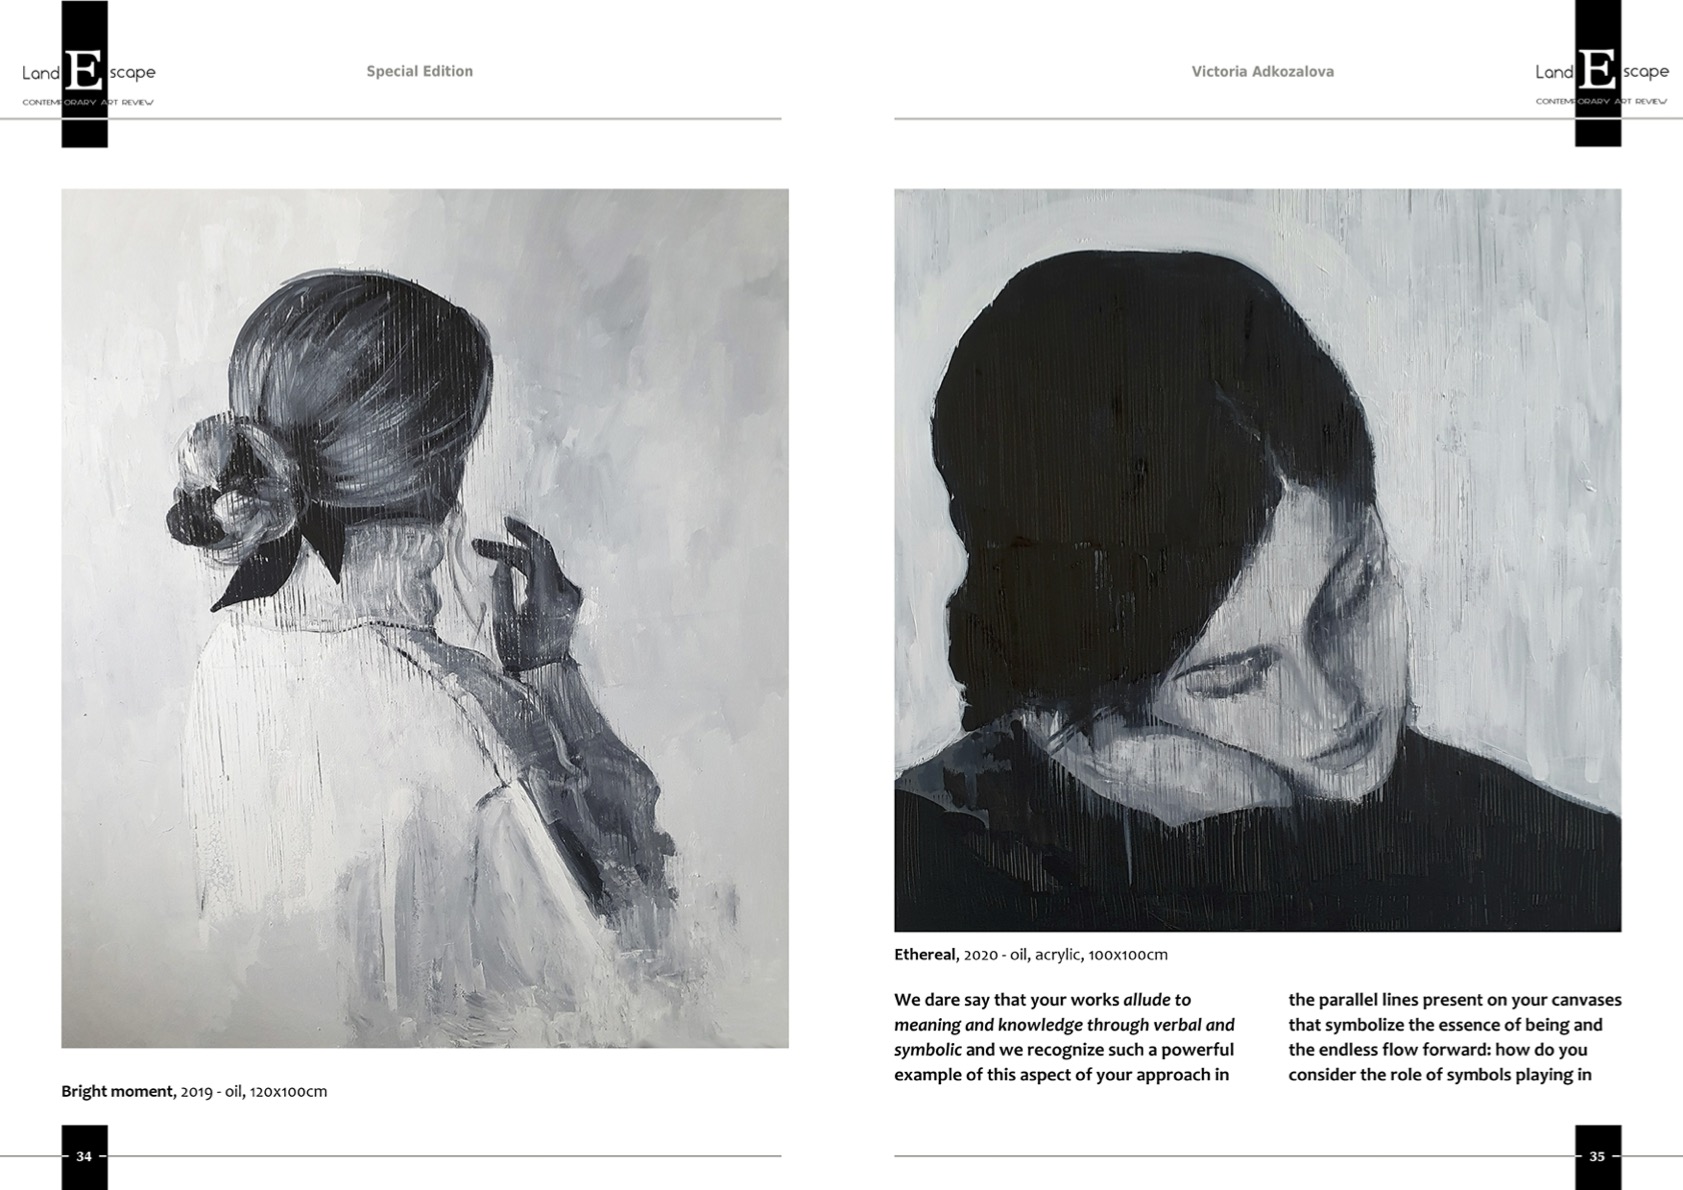 LandEscape
CONTEMPORARY ART REVIEW
Special Edition
Bright moment, 2019 - oil, 120x100cm
34
Victoria Adkozalova
LandEscape
CONTEMPORARY ART REVIEW
Ethereal, 2020 - oil, acrylic, 100x100cm
We dare say that your works allude to
meaning and knowledge through verbal and
symbolic and we recognize such a powerful
example of this aspect of your approach in
the parallel lines present on your canvases
that symbolize the essence of being and
the endless flow forward: how do you
consider the role of symbols playing in
35